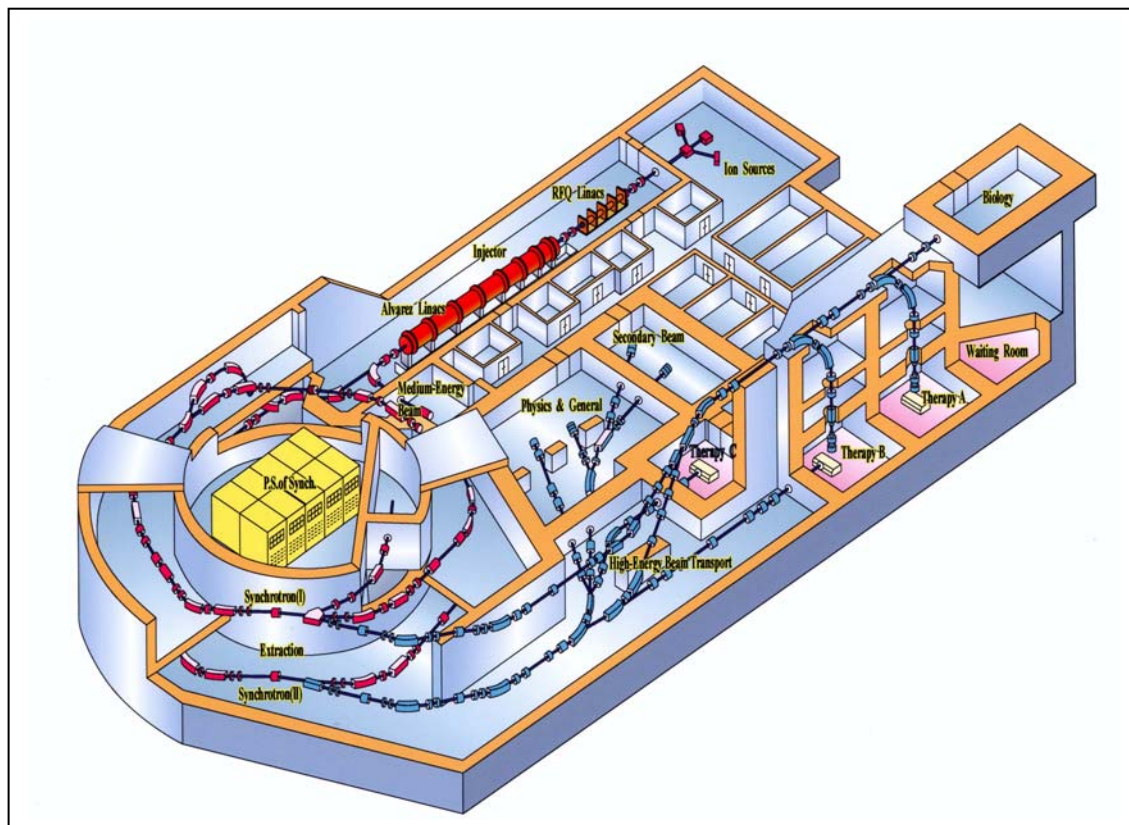 Ion Sources
RFQ Linacs
Biology
Injector
Alvarez Linacs
Secondary Beam
Waiting Room
Medium-Energy
Beam
Physics & General
Therapy A
Therapy C
Therapy B
P.S.of Synch.
High-Energy Beam Transport
Synchrotron(I)
Extraction
Synchrotron(II)